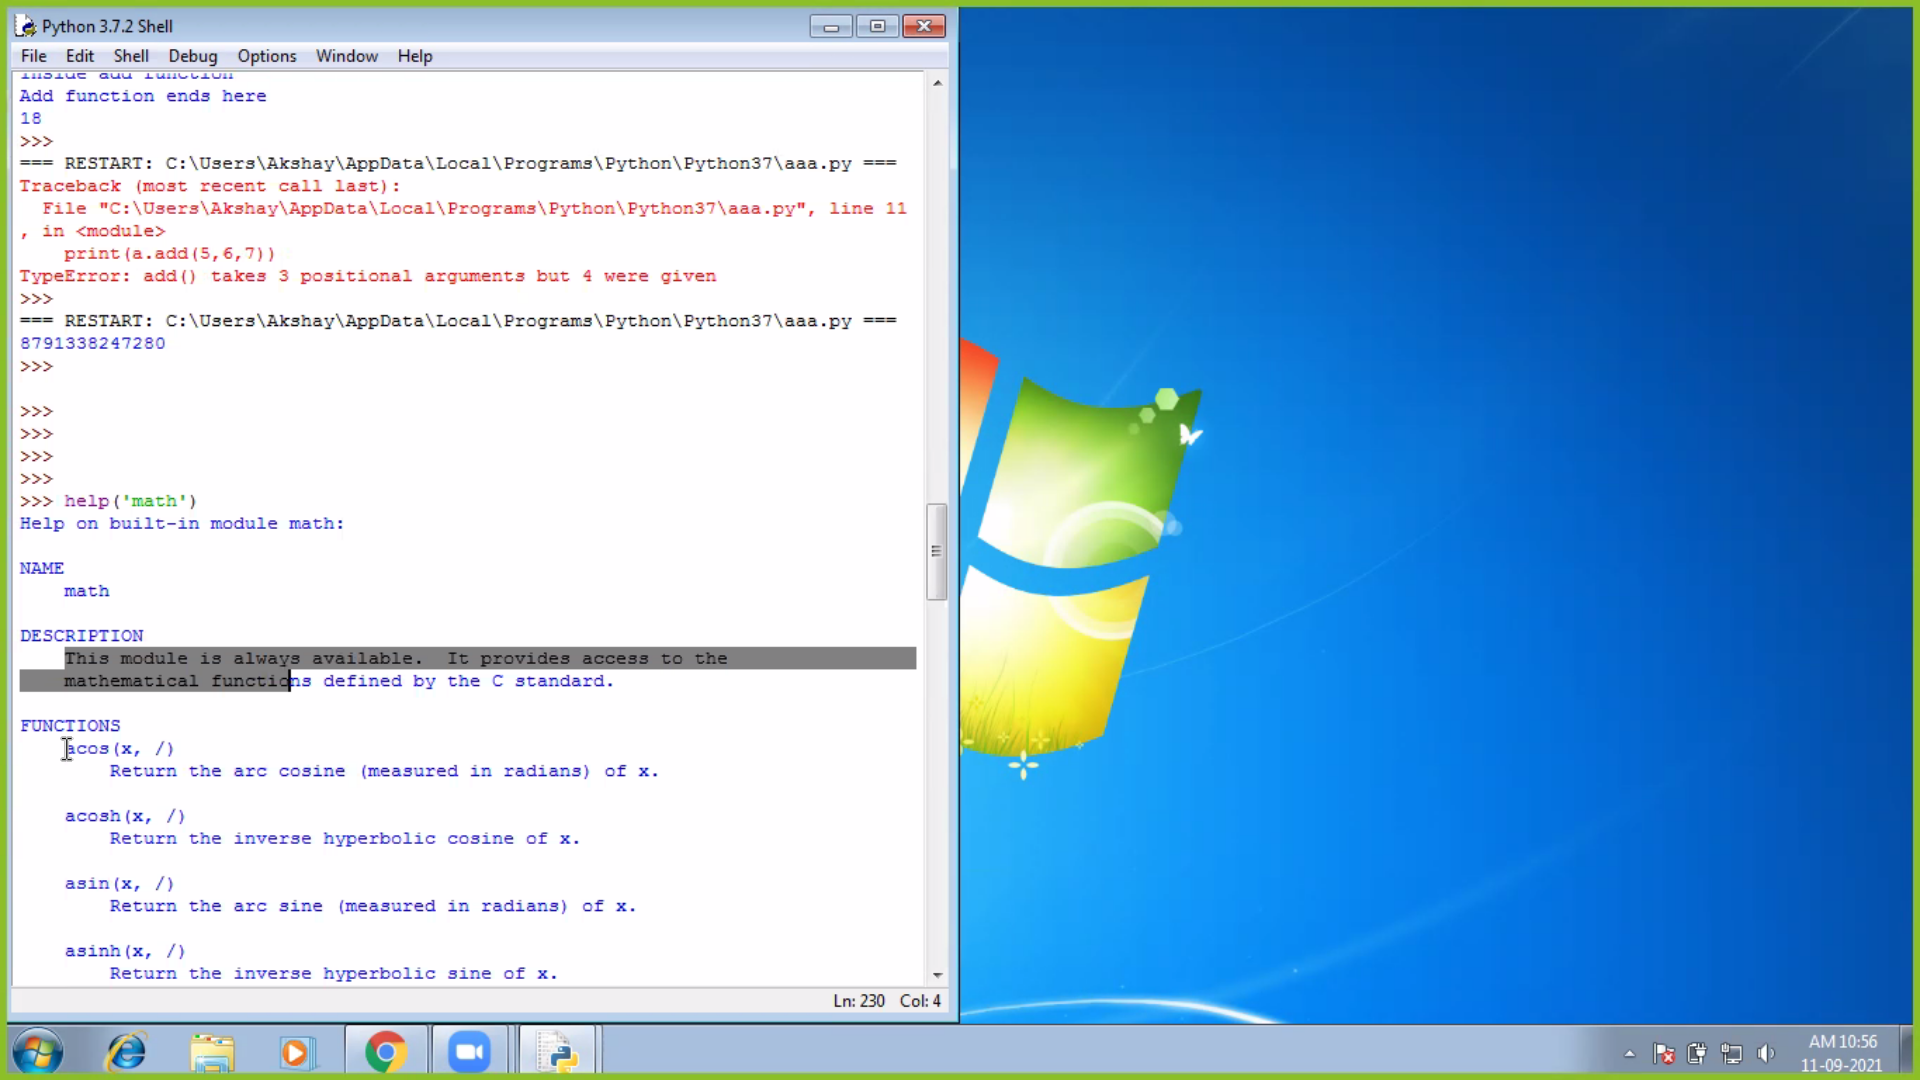 Python 3.7.2 Shell
File Edit Shell Debug Options Window Help
Inside add function
Add function ends here
18
>>>
=== RESTART: C:\Users\Akshay\AppData\Local\Programs\Python\Python37\aaa.py ===
Traceback (most recent call last):
File "C:\Users\Akshay\AppData\Local\Programs\Python\Python37\aaa.py", line 11
, in <module>
print(a.add(5,6,7))
TypeError: add() takes 3 positional arguments but 4 were given
>>>
=== RESTART: C:\Users\Akshay\AppData\Local\Programs\Python\Python37\aaa.py ===
8791338247280
>>>
>>>
>>>
>>>
>>>
>>> help('math')
Help on built-in module math:
NAME
math
DESCRIPTION
This module is always available.  It provides access to the
mathematical functions defined by the C standard.
FUNCTIONS
acos(x, /)
Return the arc cosine (measured in radians) of x.
acosh(x, /)
Return the inverse hyperbolic cosine of x.
asin(x, /)
Return the arc sine (measured in radians) of x.
asinh(x, /)
Return the inverse hyperbolic sine of x.
Ln: 230 Col: 4
AM 10:56
11-09-2021